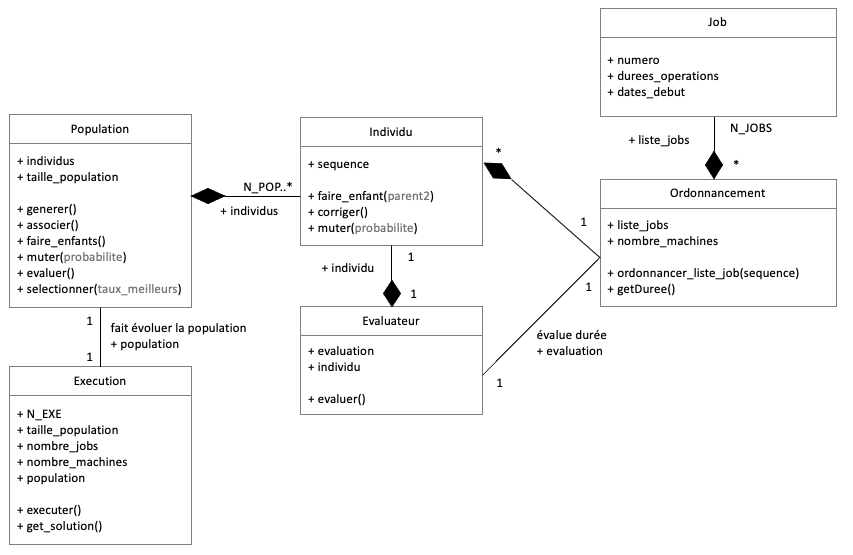 Job
+ numero
+ durees_operations
+ dates_debut
N_JOBS
+ liste_jobs
*
Population
+ individus
+ taille_population
+ generer()
+ associer()
+ faire_enfants()
+ muter(probabilite)
+ evaluer()
+ selectionner(taux_meilleurs)
N_POP..*
+ individus
Individu
+ sequence
+ faire_enfant(parent2)
+ corriger()
+ muter(probabilite)
*
1
Ordonnancement
+ liste_jobs
+ nombre_machines
+ ordonnancer_liste_job(sequence)
+ getDuree()
1
+ individu
1
Evaluateur
+ evaluation
+ individu
+ evaluer()
1
évalue durée
+ evaluation
1
1
fait évoluer la population
+ population
1
Execution
+ N_EXE
+ taille_population
+ nombre_jobs
+ nombre_machines
+ population
+ executer()
+ get_solution()